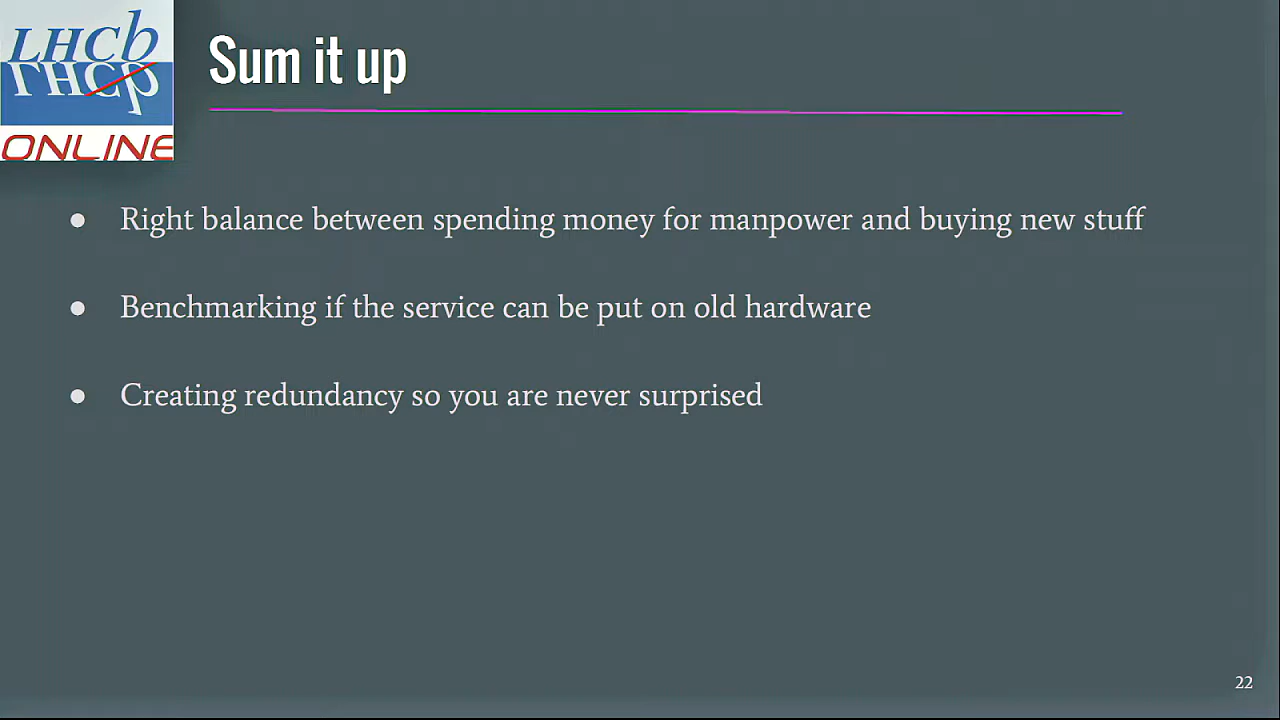 LHCb
LHCb
ONLINE
Sum it up
● Right balance between spending money for manpower and buying new stuff
● Benchmarking if the service can be put on old hardware
● Creating redundancy so you are never surprised
22